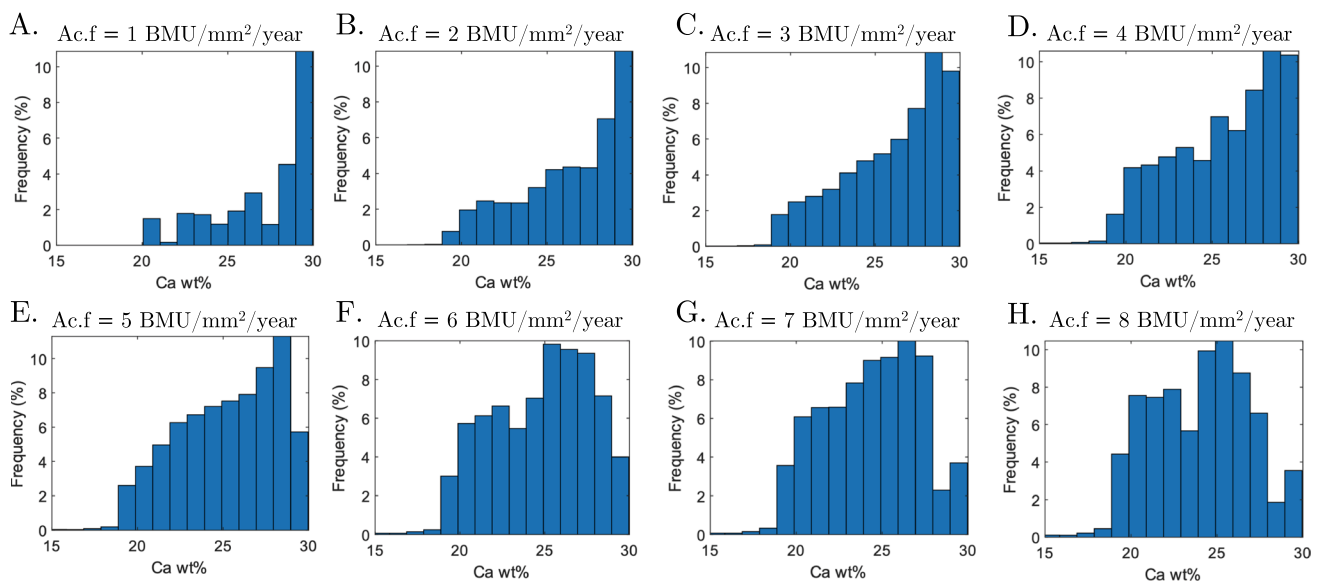 A. Ac.f = 1 BMU/mm²/year
Frequency (%)
10
8
6
4
2
0
15 20 25 30
Ca wt%
B. Ac.f = 2 BMU/mm²/year
Frequency (%)
10
8
6
4
2
0
15 20 25 30
Ca wt%
C. Ac.f = 3 BMU/mm²/year
Frequency (%)
10
8
6
4
2
0
15 20 25 30
Ca wt%
D. Ac.f = 4 BMU/mm²/year
Frequency (%)
10
8
6
4
2
0
15 20 25 30
Ca wt%
E. Ac.f = 5 BMU/mm²/year
Frequency (%)
10
8
6
4
2
0
15 20 25 30
Ca wt%
F. Ac.f = 6 BMU/mm²/year
Frequency (%)
10
8
6
4
2
0
15 20 25 30
Ca wt%
G. Ac.f = 7 BMU/mm²/year
Frequency (%)
10
8
6
4
2
0
15 20 25 30
Ca wt%
H. Ac.f = 8 BMU/mm²/year
Frequency (%)
10
8
6
4
2
0
15 20 25 30
Ca wt%